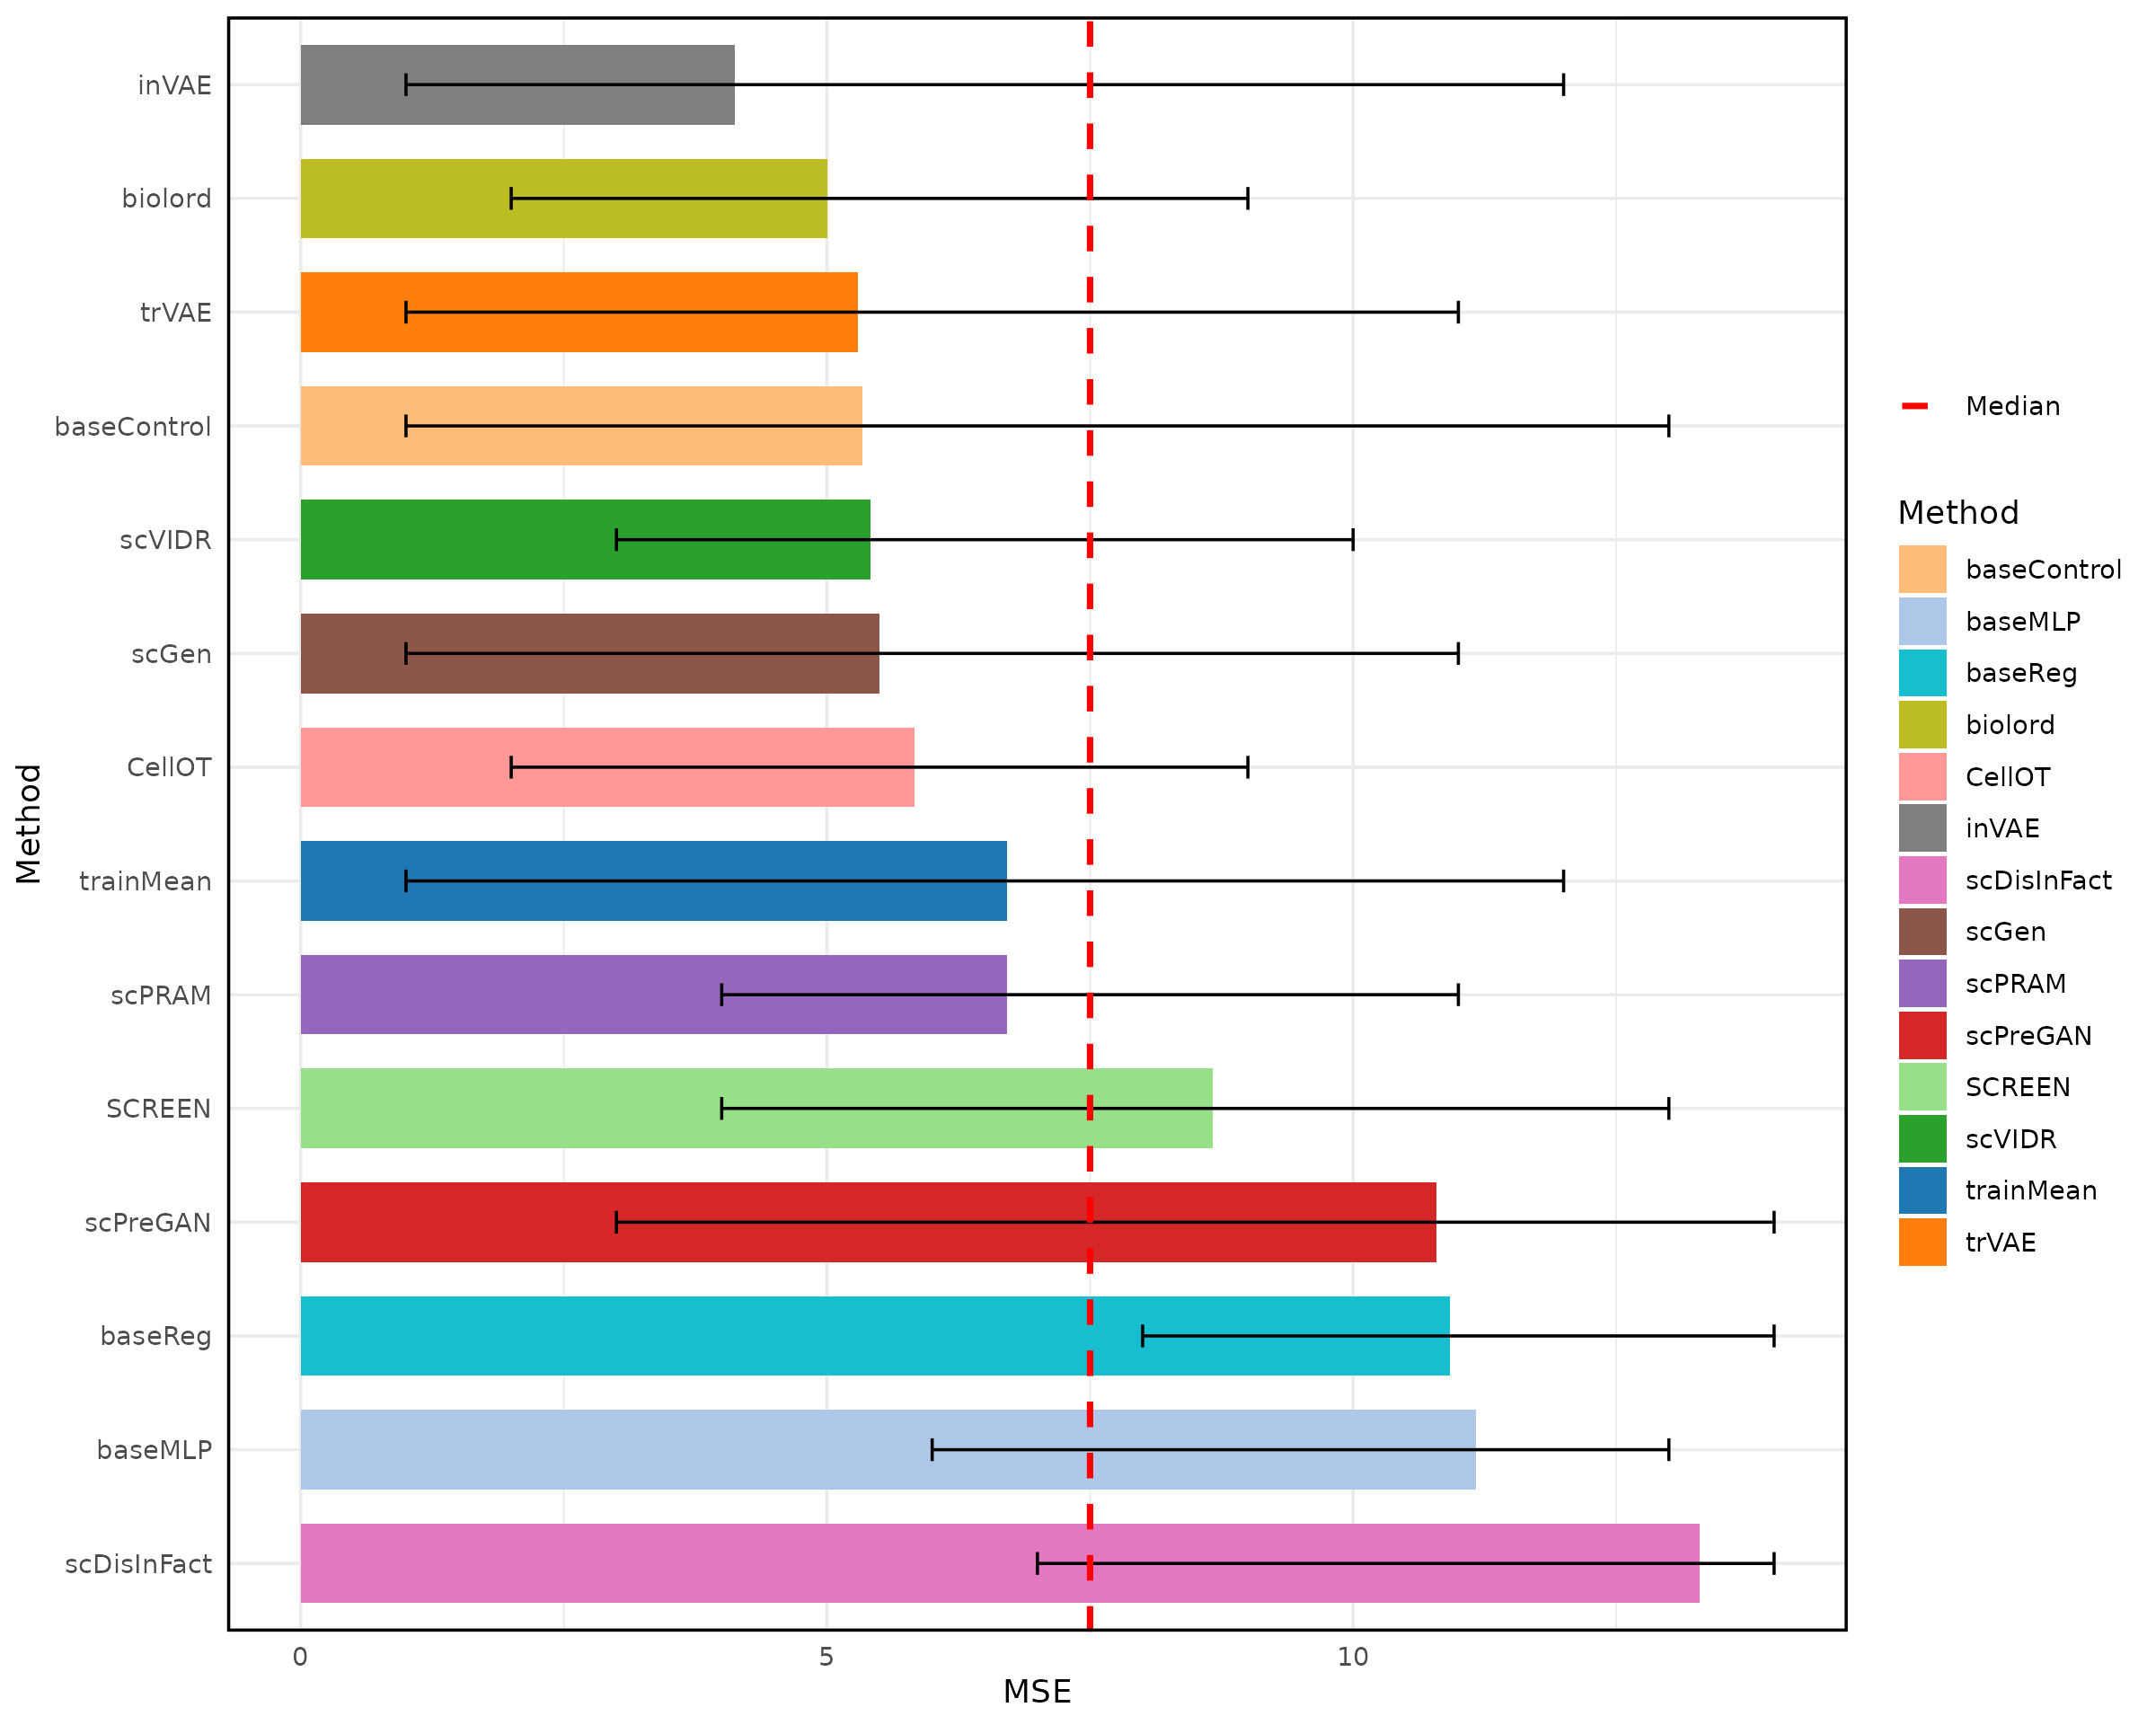 inVAE
biolord
trVAE
baseControl
scVIDR
scGen
CellOT
trainMean
scPRAM
SCREEN
scPreGAN
baseReg
baseMLP
scDisInFact
Method
0 5 10
MSE
Median
Method
baseControl
baseMLP
baseReg
biolord
CellOT
inVAE
scDisInFact
scGen
scPRAM
scPreGAN
SCREEN
scVIDR
trainMean
trVAE